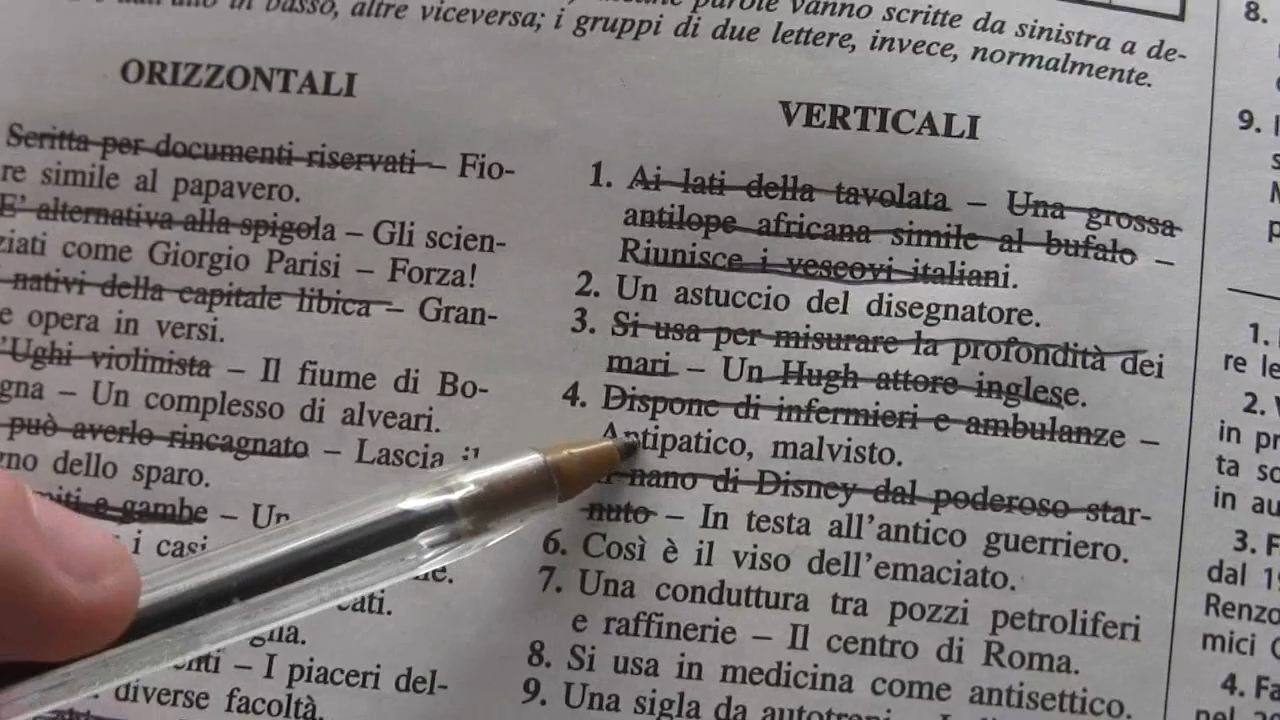 in basso, altre viceversa; i gruppi di due lettere, invece, normalmente.
parole vanno scritte da sinistra a de-
ORIZZONTALI
Scritta per documenti riservati – Fio-
re simile al papavero.
E' alternativa alla spigola – Gli scien-
ziati come Giorgio Parisi – Forza!
nativi della capitale libica – Gran-
e opera in versi.
'Ughi violinista – Il fiume di Bo-
gna – Un complesso di alveari.
può averlo rincagnato – Lascia il
no dello sparo.
e gambe – Un
i casi
cati.
– I piaceri del-
diverse facoltà.
VERTICALI
1. Ai lati della tavolata – Una grossa
antilope africana simile al bufalo –
Riunisce i vescovi italiani.
2. Un astuccio del disegnatore.
3. Si usa per misurare la profondità dei
mari – Un Hugh attore inglese.
4. Dispone di infermieri e ambulanze –
Antipatico, malvisto.
nano di Disney dal poderoso star-
nuto – In testa all'antico guerriero.
6. Così è il viso dell'emaciato.
7. Una conduttura tra pozzi petroliferi
e raffinerie – Il centro di Roma.
8. Si usa in medicina come antisettico.
9. Una sigla da autotreni –
8.
9.
1.
re le
2.
in pr
ta sc
in au
3. F
dal 1
Renzo
mici
4. Fa